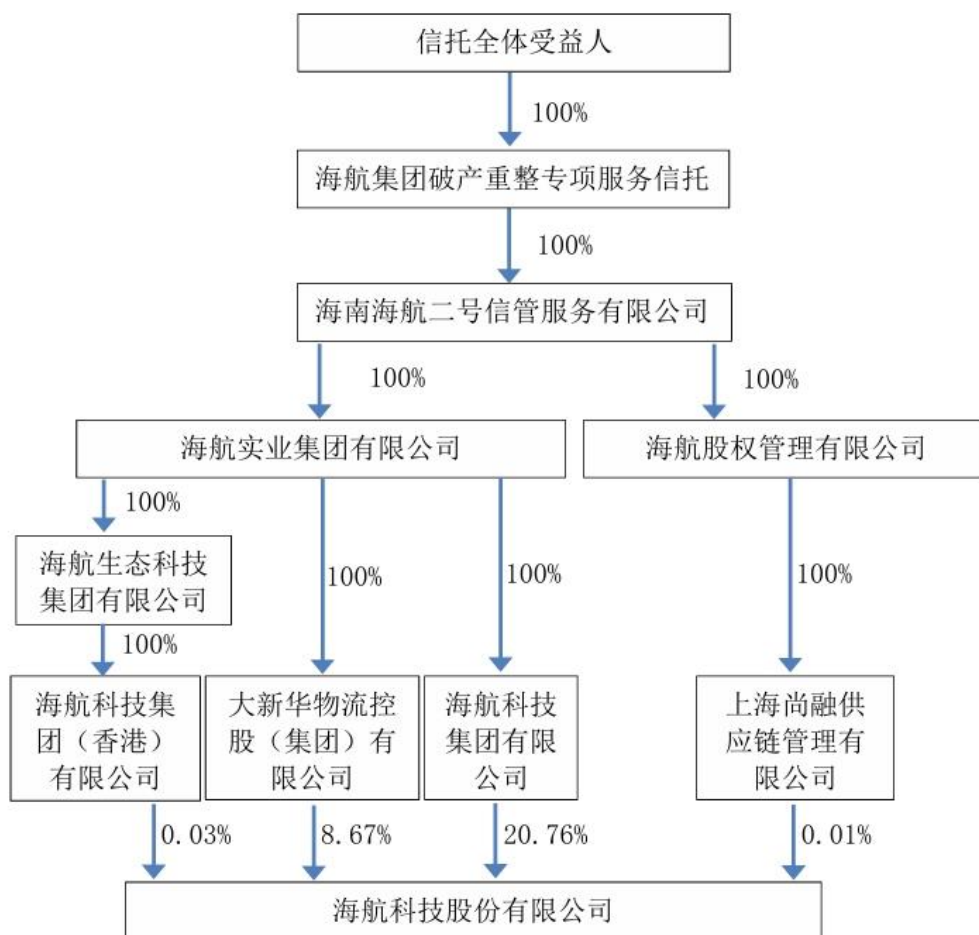 信托全体受益人
100%
海航集团破产重整专项服务信托
100%
海南海航二号信管服务有限公司
100%
100%
海航实业集团有限公司
海航股权管理有限公司
100%
海航生态科技
集团有限公司
100%
100%
100%
100%
海航科技集
团（香港）
有限公司
大新华物流控
股（集团）有
限公司
海航科技
集团有限
公司
上海尚融供
应链管理有
限公司
0.03%
8.67%
20.76%
0.01%
海航科技股份有限公司